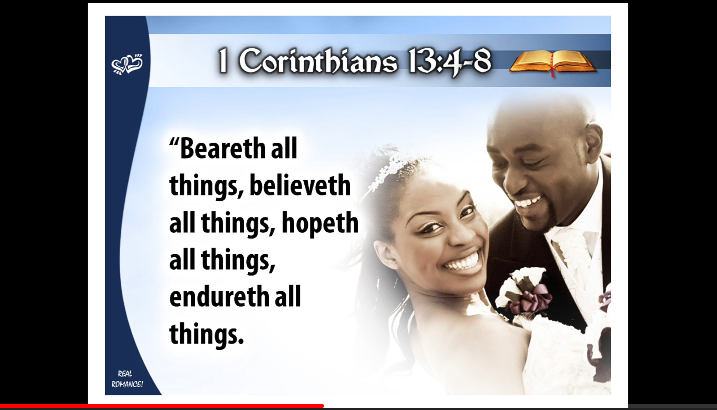 1 Corinthians 13:4-8
“Beareth all
things, believeth
all things, hopeth
all things,
endureth all
things.
REAL
ROMANCE!